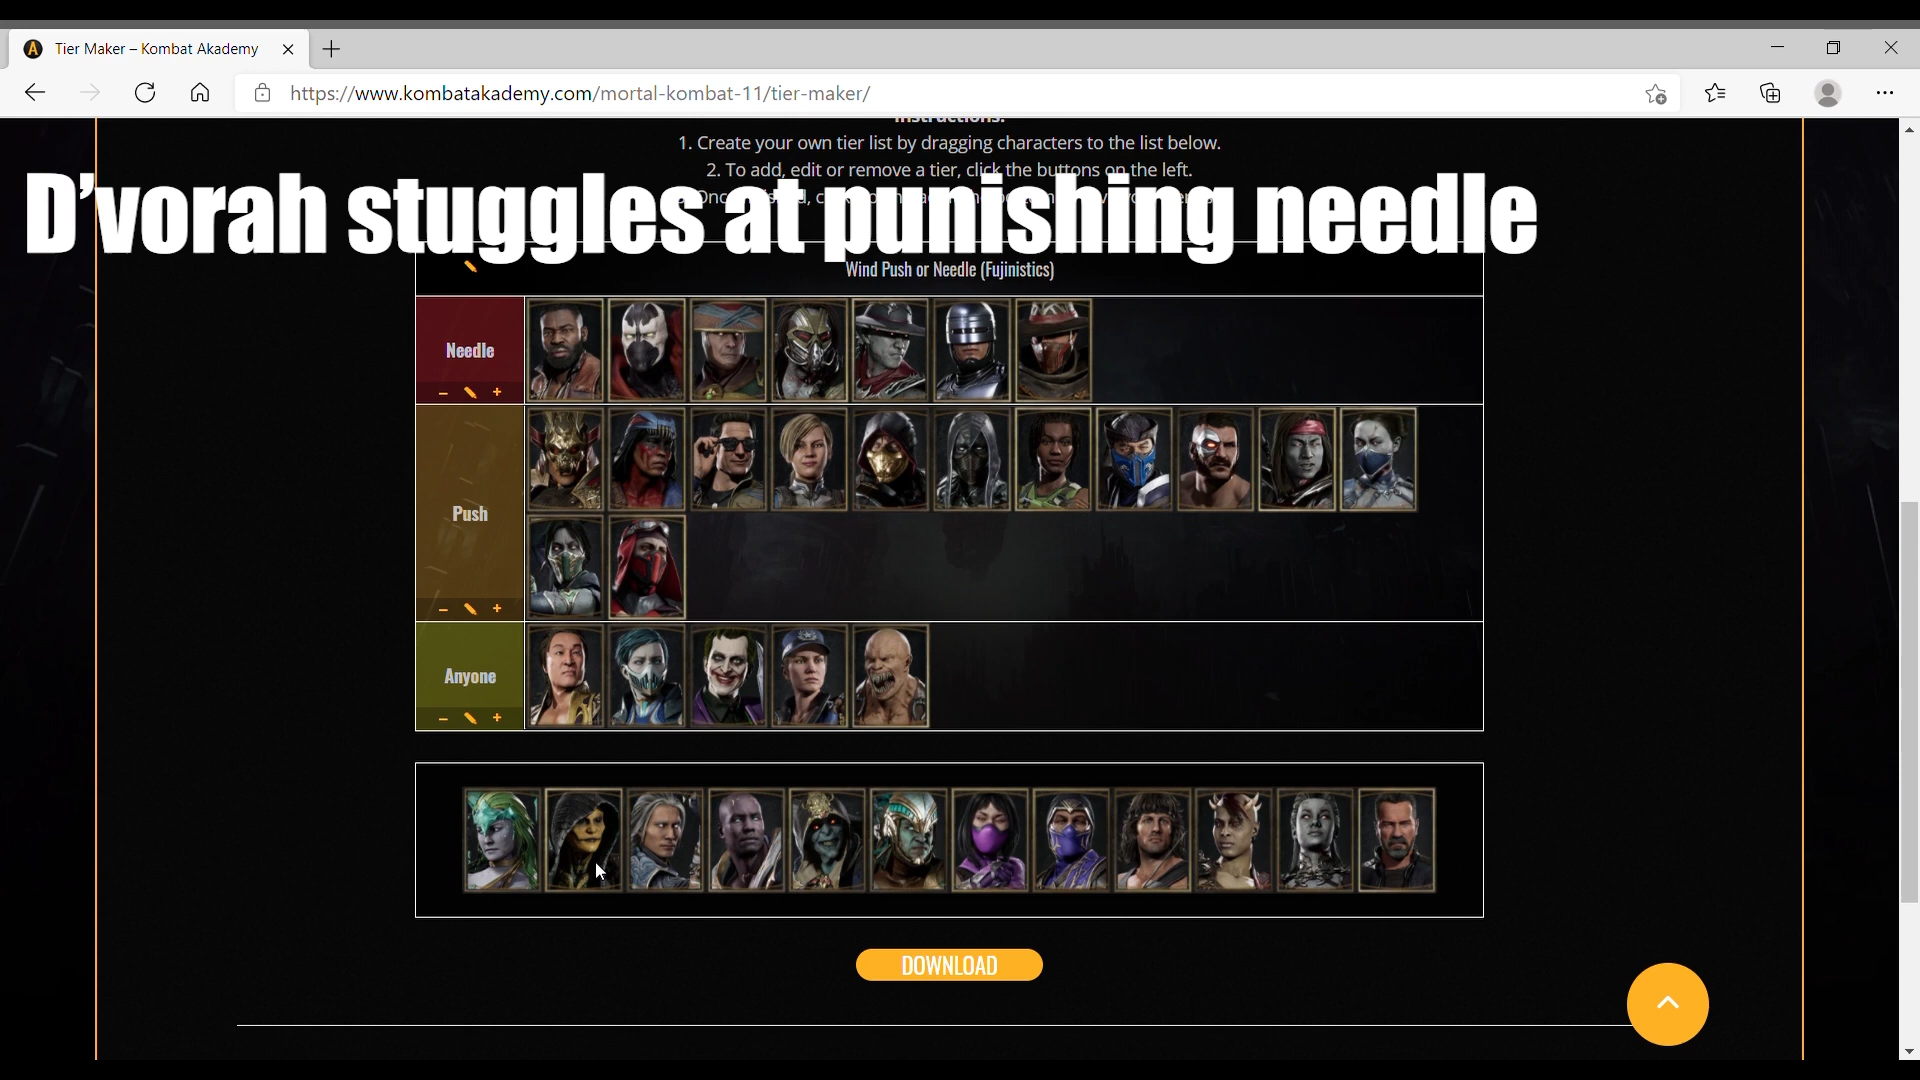 Tier Maker – Kombat Akademy
https://www.kombatakademy.com/mortal-kombat-11/tier-maker/
Instructions:
1. Create your own tier list by dragging characters to the list below.
2. To add, edit or remove a tier, click the buttons on the left.
D'vorah stuggles at punishing needle
Wind Push or Needle (Fujinistics)
Needle
Push
Anyone
DOWNLOAD